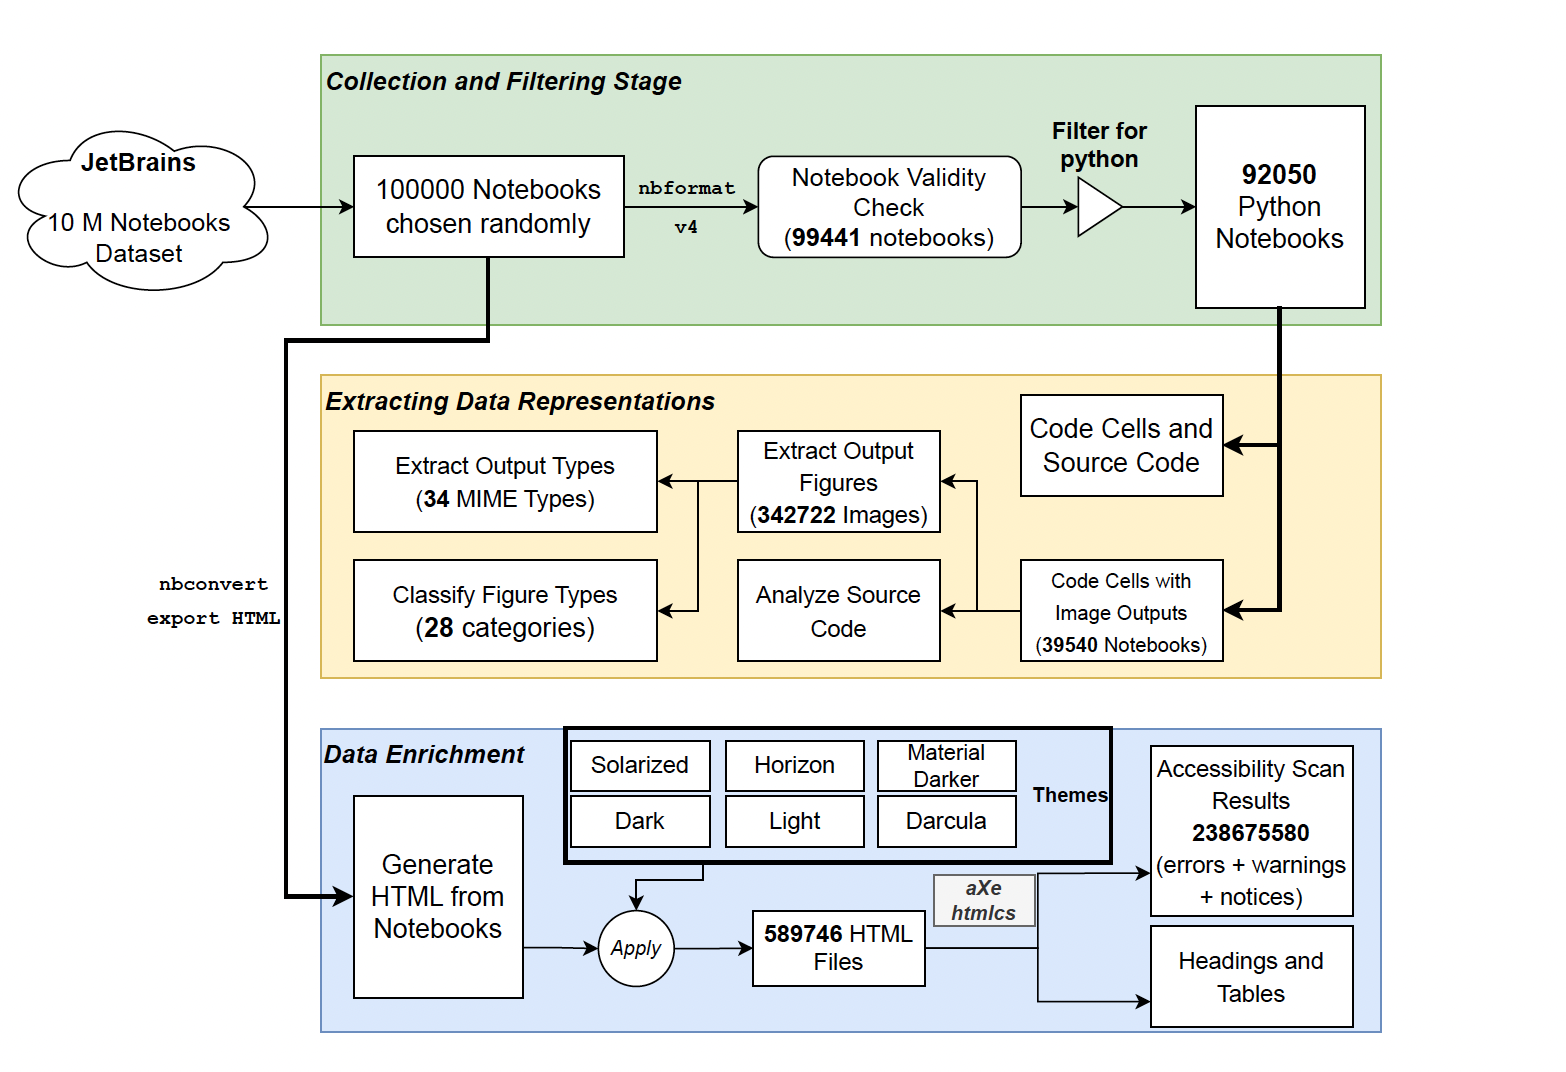 Collection and Filtering Stage
JetBrains
10 M Notebooks
Dataset
100000 Notebooks
chosen randomly
nbformat
v4
Notebook Validity
Check
(99441 notebooks)
Filter for
python
92050
Python
Notebooks
Extracting Data Representations
Extract Output Types
(34 MIME Types)
Extract Output
Figures
(342722 Images)
Code Cells and
Source Code
Classify Figure Types
(28 categories)
Analyze Source
Code
Code Cells with
Image Outputs
(39540 Notebooks)
nbconvert
export HTML
Data Enrichment
Solarized
Horizon
Material
Darker
Dark
Light
Darcula
Themes
Generate
HTML from
Notebooks
Apply
589746 HTML
Files
aXe
htmlcs
Accessibility Scan
Results
238675580
(errors + warnings
+ notices)
Headings and
Tables